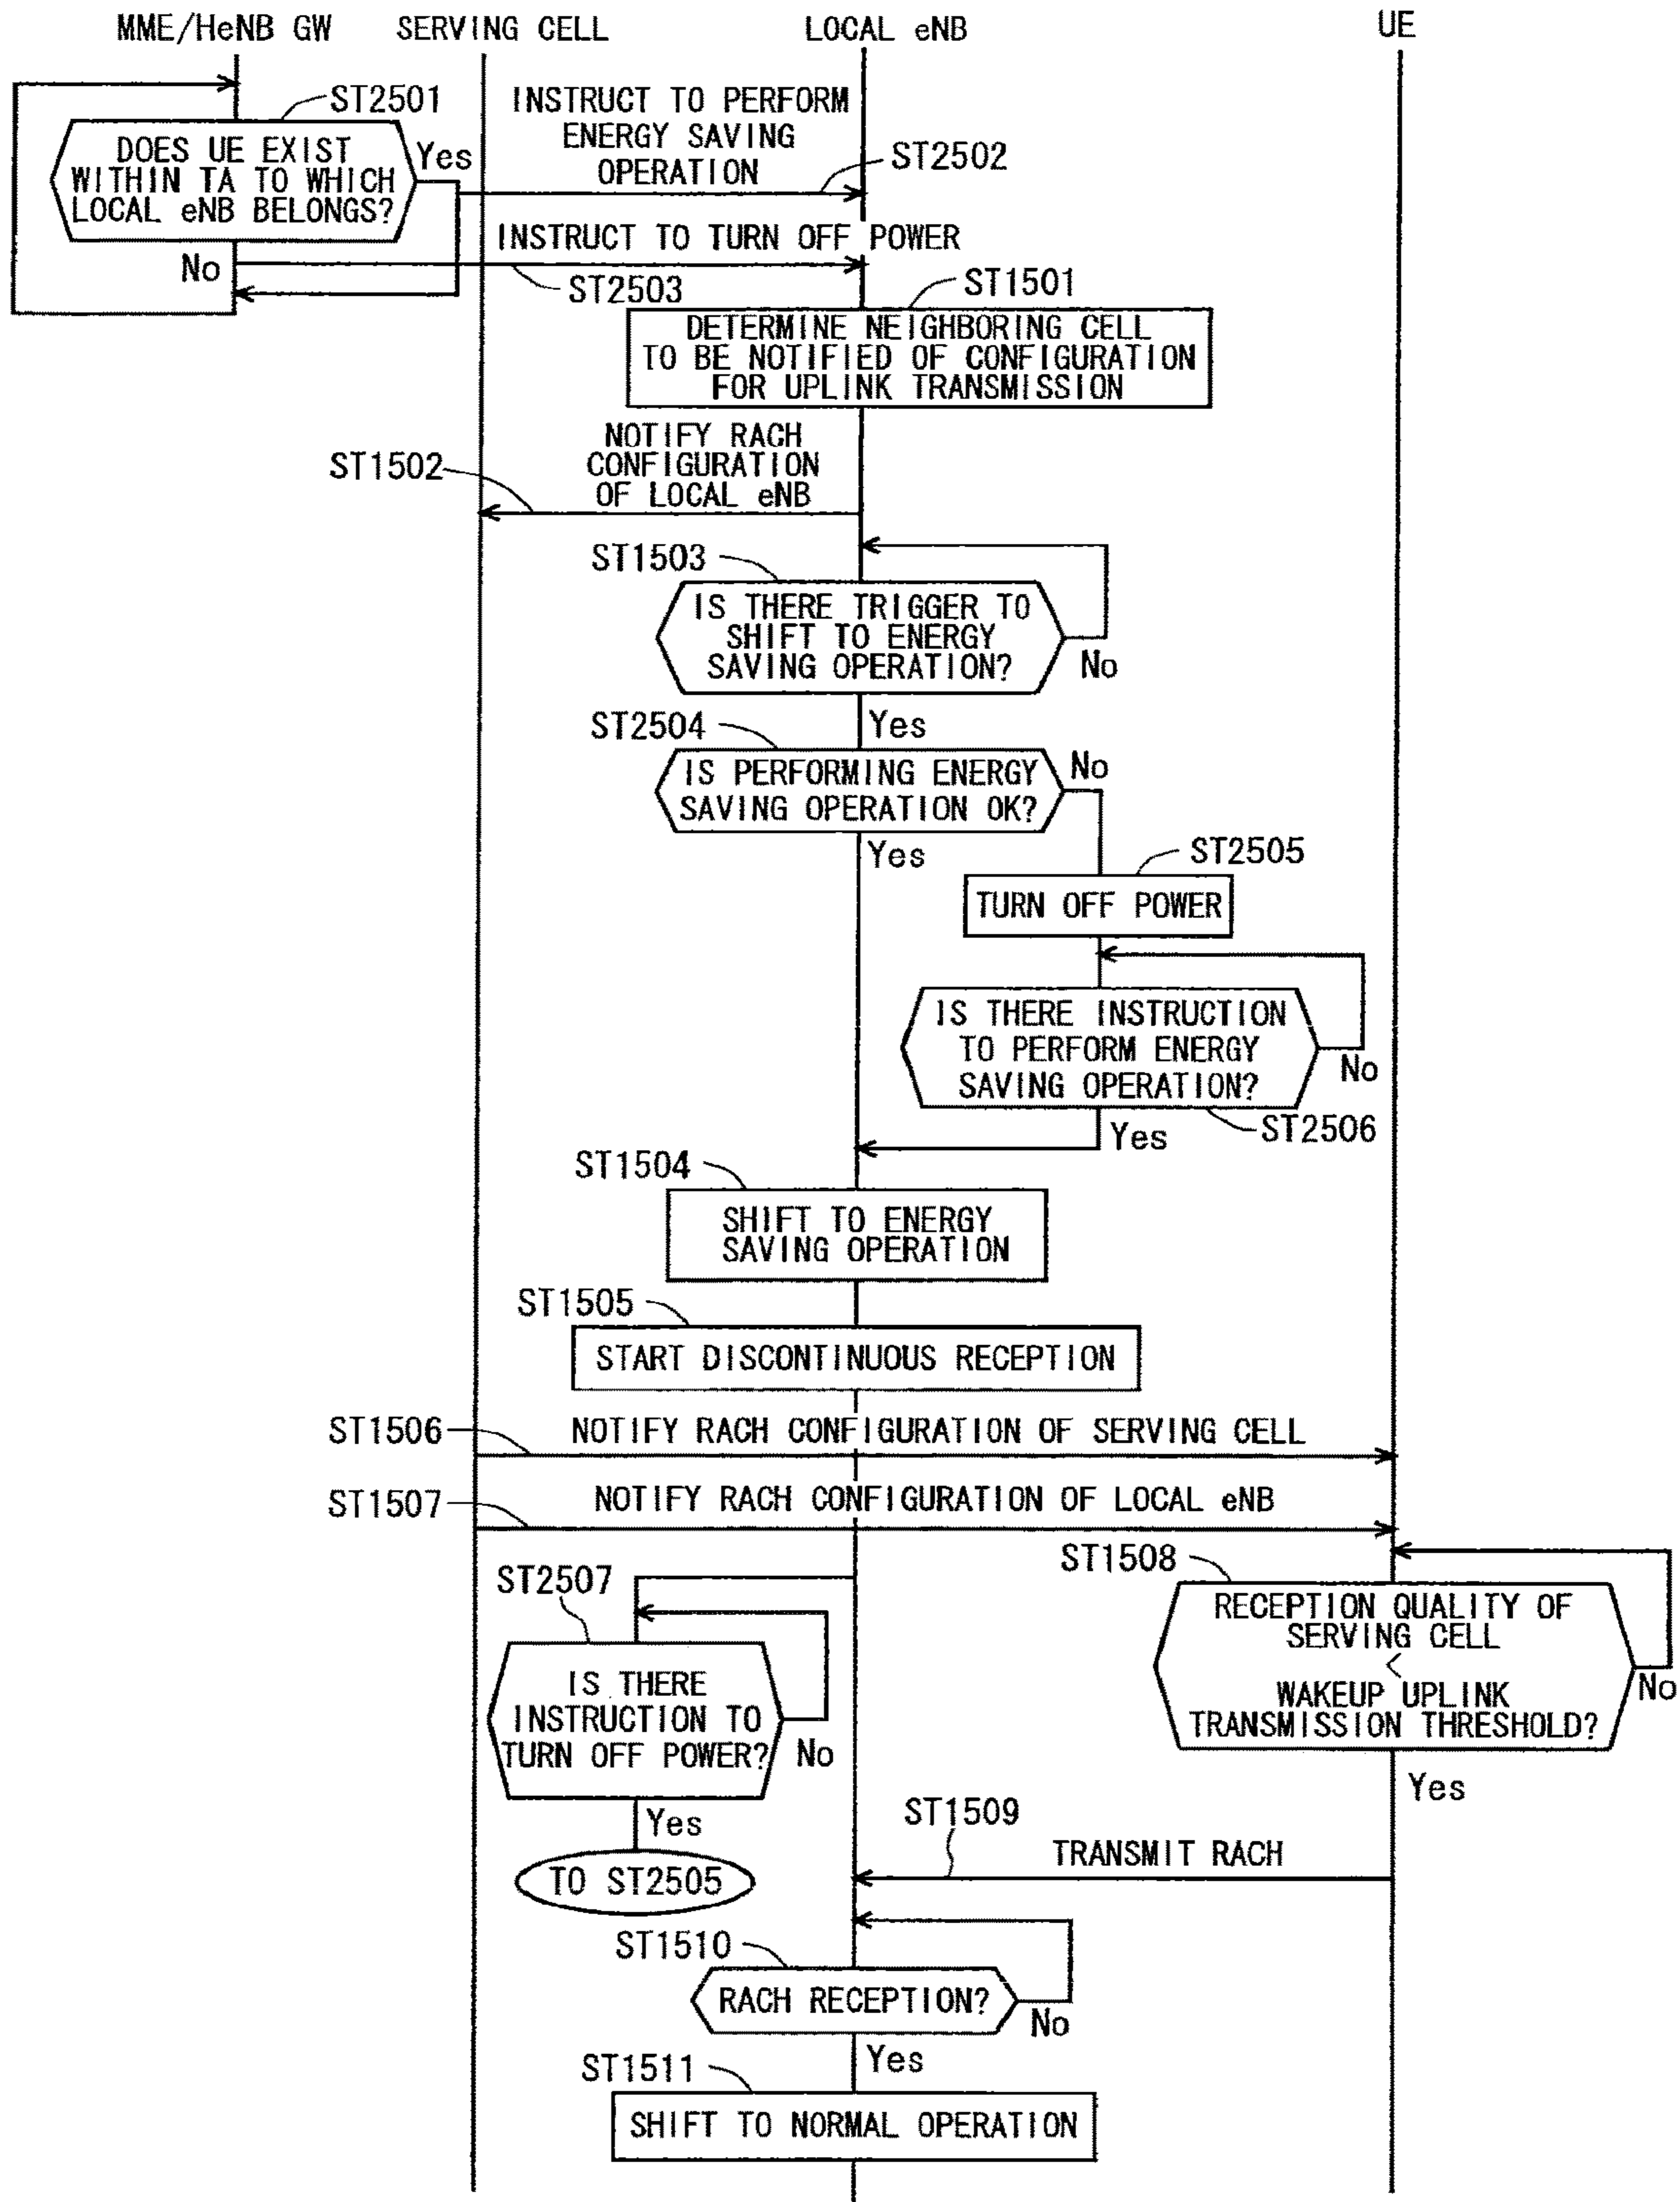 MME/HeNB GW
SERVING CELL
LOCAL eNB
UE
ST2501
DOES UE EXIST
WITHIN TA TO WHICH
LOCAL eNB BELONGS?
Yes
No
INSTRUCT TO PERFORM
ENERGY SAVING
OPERATION
ST2502
INSTRUCT TO TURN OFF POWER
ST2503
ST1501
DETERMINE NEIGHBORING CELL
TO BE NOTIFIED OF CONFIGURATION
FOR UPLINK TRANSMISSION
NOTIFY RACH
CONFIGURATION
OF LOCAL eNB
ST1502
ST1503
IS THERE TRIGGER TO
SHIFT TO ENERGY
SAVING OPERATION?
No
Yes
ST2504
IS PERFORMING ENERGY
SAVING OPERATION OK?
No
Yes
ST2505
TURN OFF POWER
IS THERE INSTRUCTION
TO PERFORM ENERGY
SAVING OPERATION?
No
Yes
ST2506
ST1504
SHIFT TO ENERGY
SAVING OPERATION
ST1505
START DISCONTINUOUS RECEPTION
ST1506
NOTIFY RACH CONFIGURATION OF SERVING CELL
ST1507
NOTIFY RACH CONFIGURATION OF LOCAL eNB
ST1508
RECEPTION QUALITY OF
SERVING CELL
<
WAKEUP UPLINK
TRANSMISSION THRESHOLD?
No
Yes
ST2507
IS THERE
INSTRUCTION TO
TURN OFF POWER?
No
Yes
TO ST2505
ST1509
TRANSMIT RACH
ST1510
RACH RECEPTION?
No
Yes
ST1511
SHIFT TO NORMAL OPERATION